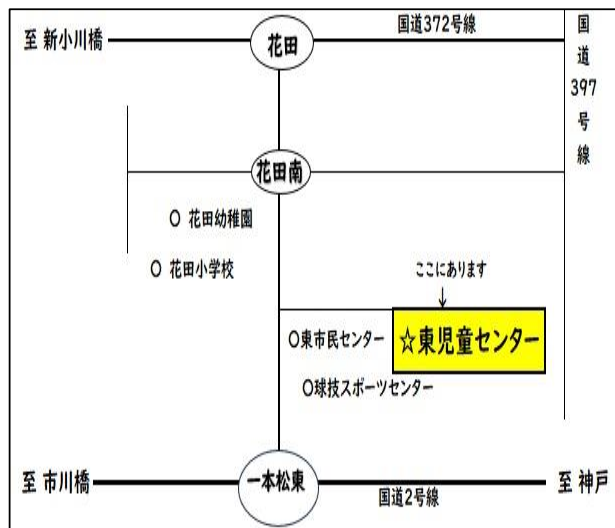 国道372号線
国道397号線
至 新小川橋
花田
花田南
○ 花田幼稚園
○ 花田小学校
ここにあります
↓
○東市民センター
☆東児童センター
○球技スポーツセンター
至 市川橋
一本松東
至 神戸
国道2号線